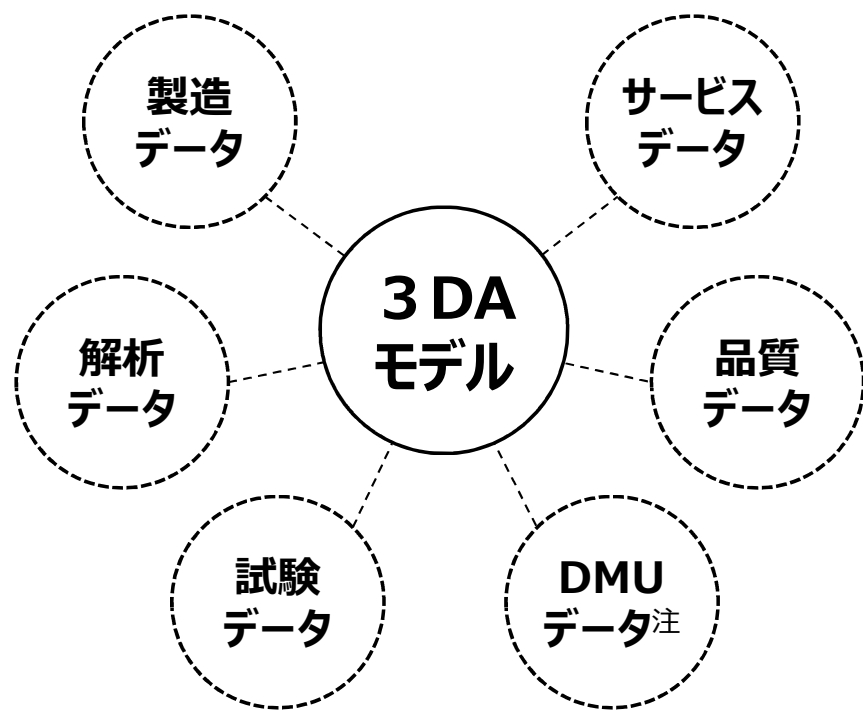 製造
データ
サービス
データ
３DA
モデル
解析
データ
品質
データ
試験
データ
DMU
データ注